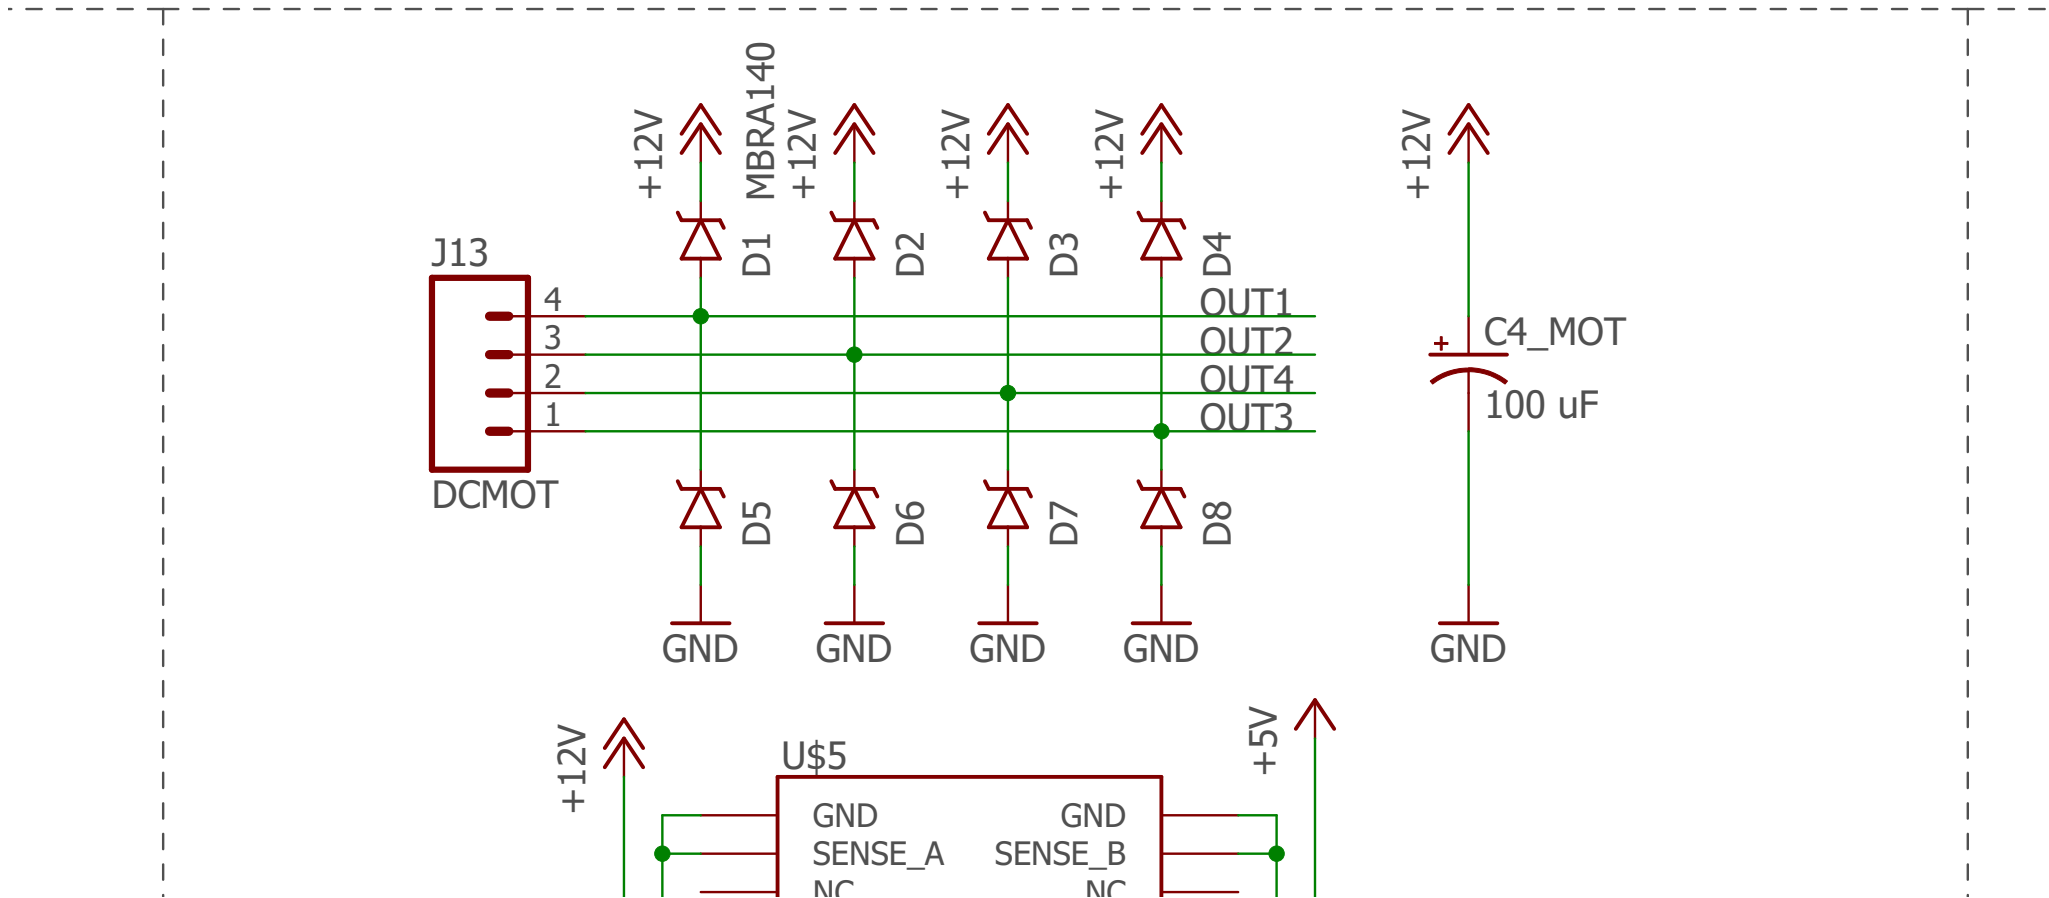 +12V
MBRA140
+12V
+12V
+12V
+12V
D1
D2
D3
D4
J13
4
3
2
1
OUT1
OUT2
OUT4
OUT3
DCMOT
+
C4_MOT
100 uF
D5
D6
D7
D8
GND
GND
GND
GND
GND
+12V
+5V
U$5
GND
GND
SENSE_A
SENSE_B
NC
NC